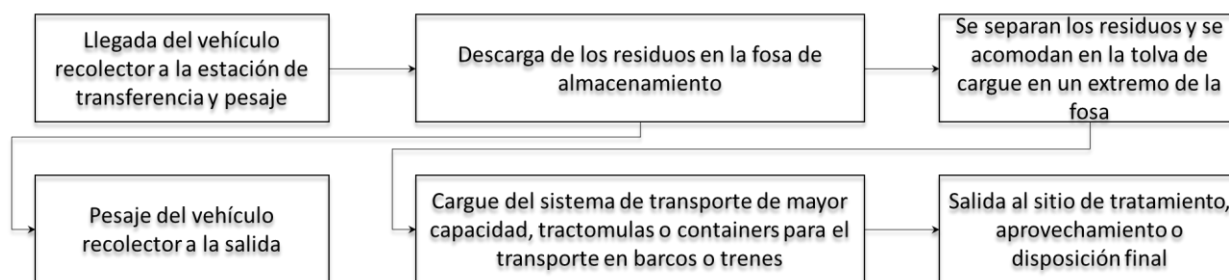 Llegada del vehículo
recolector a la estación de
transferencia y pesaje
Descarga de los residuos en la fosa de
almacenamiento
Se separan los residuos y se
acomodan en la tolva de
cargue en un extremo de la
fosa
Pesaje del vehículo
recolector a la salida
Cargue del sistema de transporte de mayor
capacidad, tractomulas o containers para el
transporte en barcos o trenes
Salida al sitio de tratamiento,
aprovechamiento o
disposición final